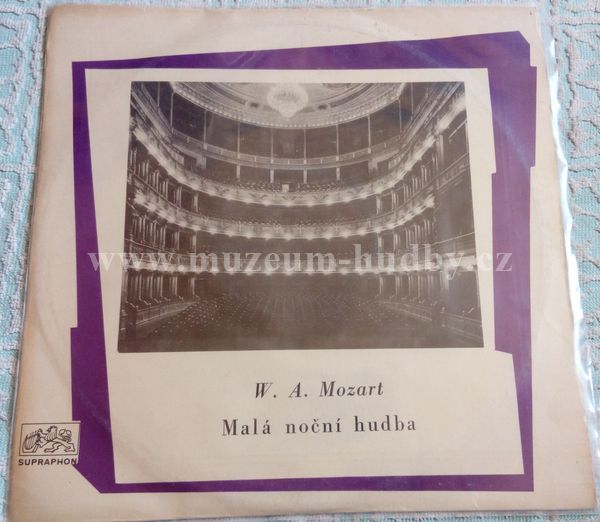 www.muzeum-hudby.cz
W. A. Mozart
Malá noční hudba
SUPRAPHON